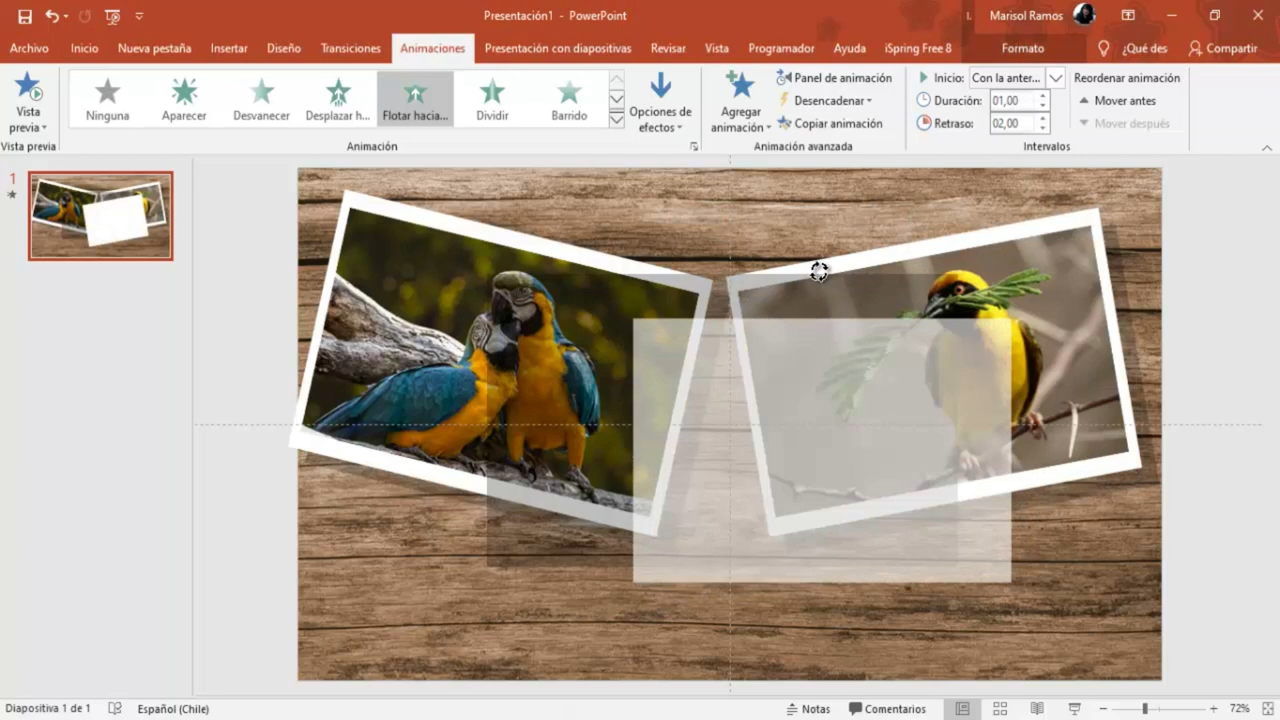 Presentación1 - PowerPoint
Marisol Ramos
Archivo Inicio Nueva pestaña Insertar Diseño Transiciones Animaciones Presentación con diapositivas Revisar Vista Programador Ayuda iSpring Free 8 Formato ¿Qué des Compartir
Vista previa
Ninguna Aparecer Desvanecer Desplazar h... Flotar hacia... Dividir Barrido
Opciones de efectos
Agregar animación
Panel de animación
Desencadenar
Copiar animación
Inicio: Con la anter...
Duración: 01,00
Retraso: 02,00
Reordenar animación
Mover antes
Mover después
Vista previa Animación Animación avanzada Intervalos
1
Diapositiva 1 de 1 Español (Chile) Notas Comentarios 72%